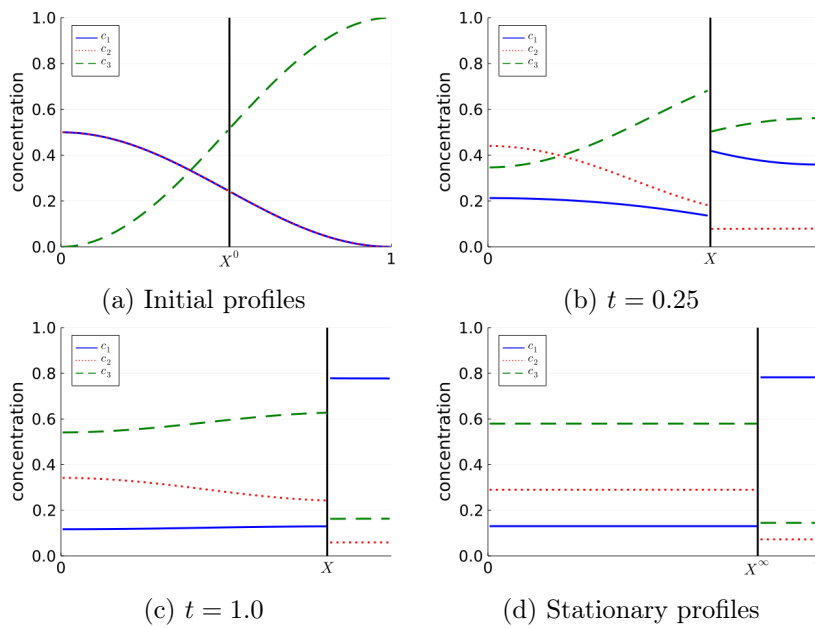 concentration
1.0
0.8
0.6
0.4
0.2
0.0
c₁
c₂
c₃
0
X⁰
1
(a) Initial profiles
concentration
1.0
0.8
0.6
0.4
0.2
0.0
c₁
c₂
c₃
0
X
(b) t = 0.25
concentration
1.0
0.8
0.6
0.4
0.2
0.0
c₁
c₂
c₃
0
X
(c) t = 1.0
concentration
1.0
0.8
0.6
0.4
0.2
0.0
c₁
c₂
c₃
0
X^∞
(d) Stationary profiles